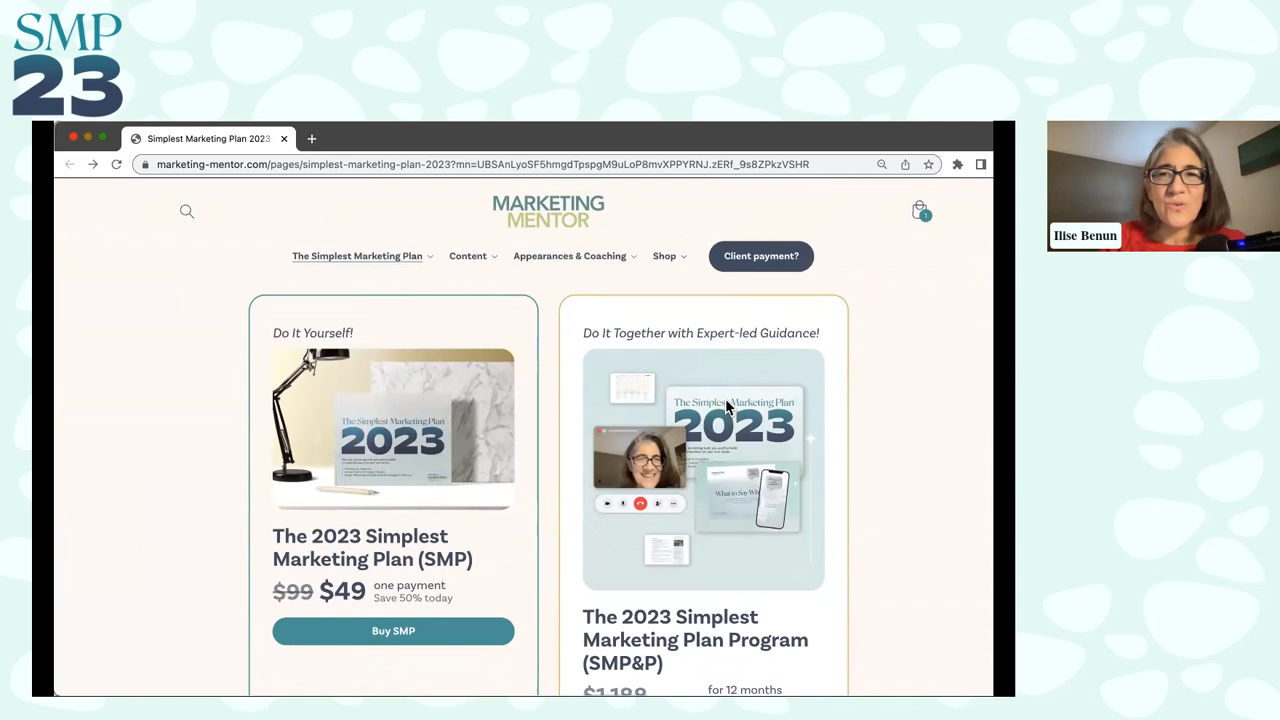 SMP
23
Simplest Marketing Plan 2023
marketing-mentor.com/pages/simplest-marketing-plan-2023?mn=UBSAnLyoSF5hmgdTpspgM9uLoP8mvXPPYRNJ.zERf_9s8ZPkzVSHR
MARKETING
MENTOR
1
The Simplest Marketing Plan
Content
Appearances & Coaching
Shop
Client payment?
Ilise Benun
Do It Yourself!
The Simplest Marketing Plan
2023
The 2023 Simplest
Marketing Plan (SMP)
$99 $49 one payment
Save 50% today
Buy SMP
Do It Together with Expert-led Guidance!
The Simplest Marketing Plan
2023
The 2023 Simplest
Marketing Plan Program
(SMP&P)
$1,188
for 12 months